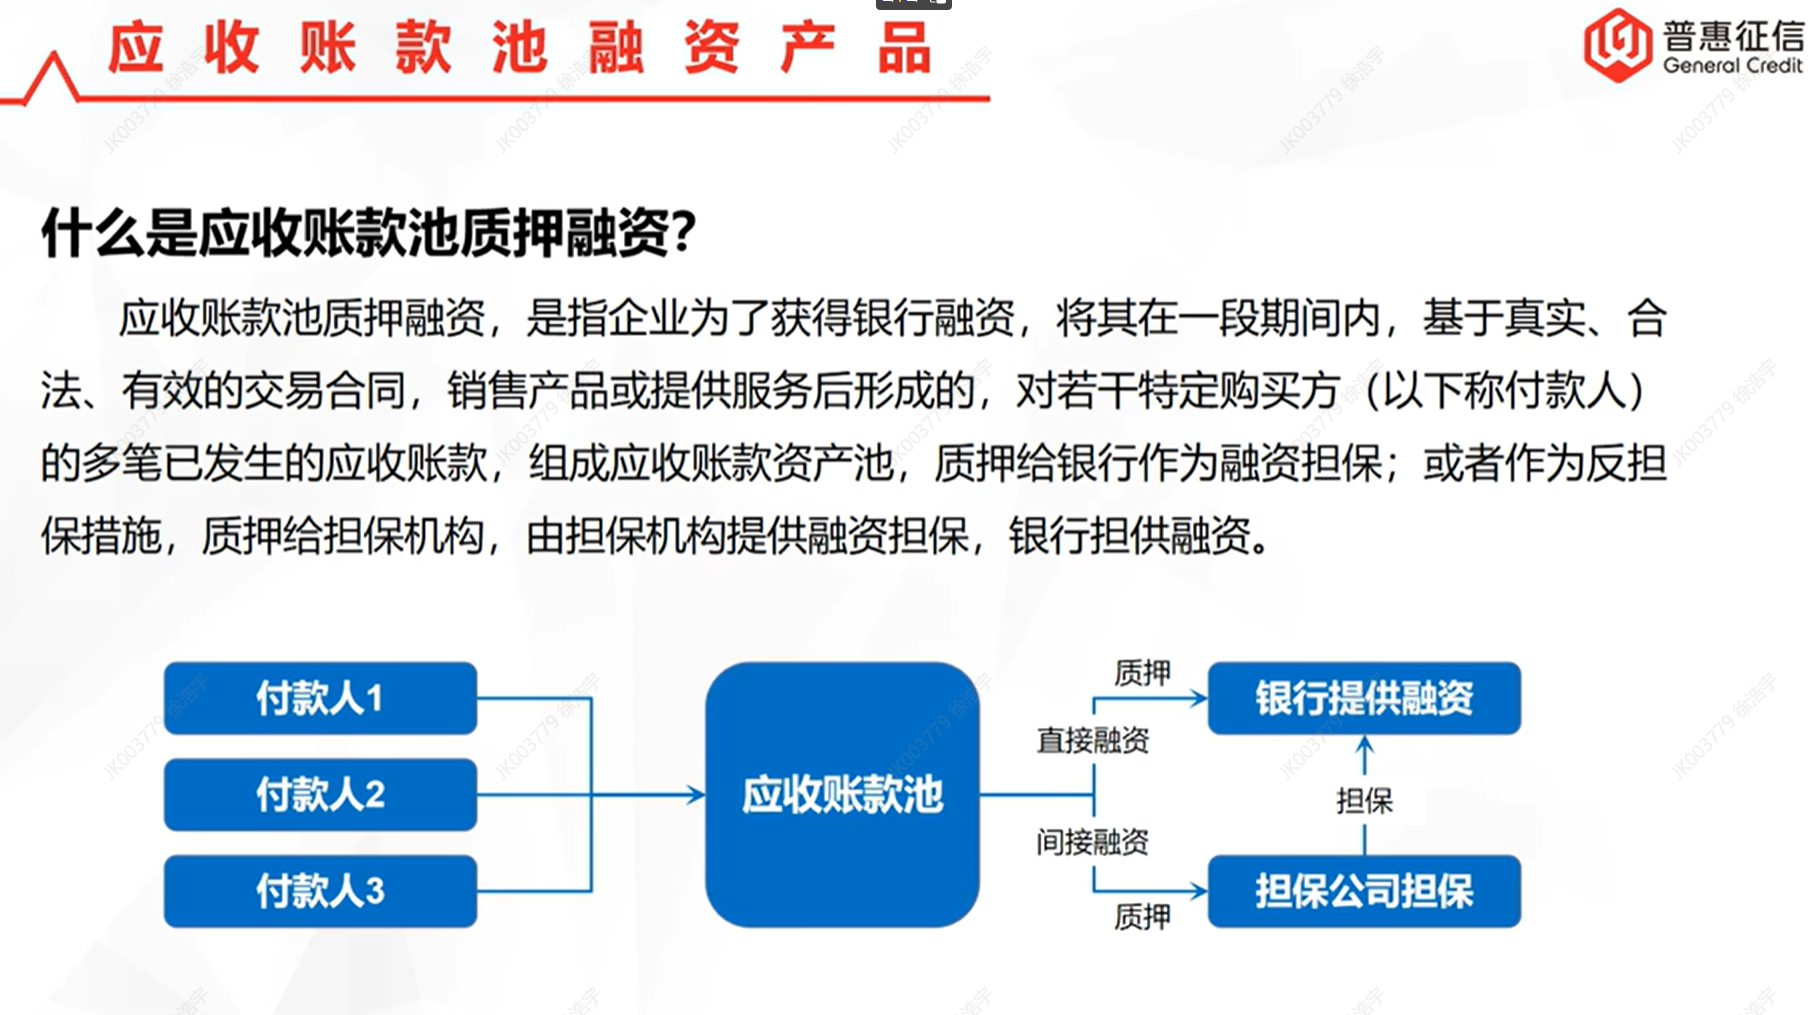 应收账款池融资产品
普惠征信
General Credit
什么是应收账款池质押融资？
应收账款池质押融资，是指企业为了获得银行融资，将其在一段期间内，基于真实、合
法、有效的交易合同，销售产品或提供服务后形成的，对若干特定购买方（以下称付款人）
的多笔已发生的应收账款，组成应收账款资产池，质押给银行作为融资担保；或者作为反担
保措施，质押给担保机构，由担保机构提供融资担保，银行担供融资。
付款人1
付款人2
付款人3
应收账款池
质押
直接融资
间接融资
质押
银行提供融资
担保
担保公司担保
JK003779 徐浩宇